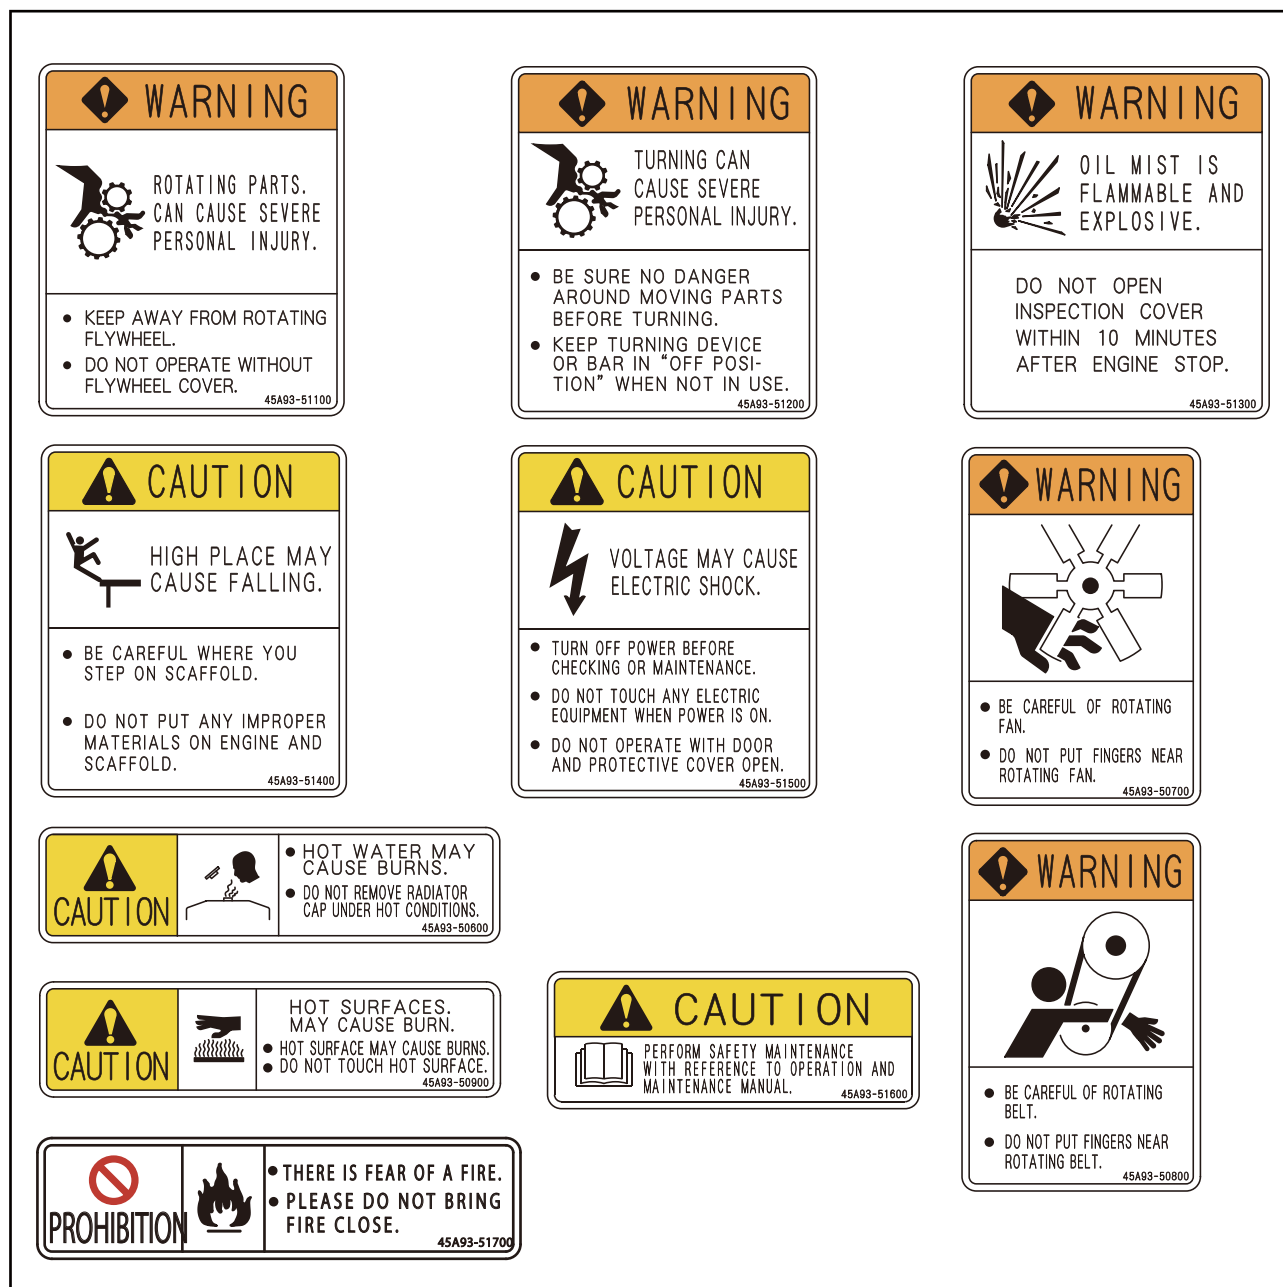 WARNING
ROTATING PARTS.
CAN CAUSE SEVERE
PERSONAL INJURY.
● KEEP AWAY FROM ROTATING
FLYWHEEL.
● DO NOT OPERATE WITHOUT
FLYWHEEL COVER.
45A93-51100
WARNING
TURNING CAN
CAUSE SEVERE
PERSONAL INJURY.
● BE SURE NO DANGER
AROUND MOVING PARTS
BEFORE TURNING.
● KEEP TURNING DEVICE
OR BAR IN “OFF POSI-
TION” WHEN NOT IN USE.
45A93-51200
WARNING
OIL MIST IS
FLAMMABLE AND
EXPLOSIVE.
DO NOT OPEN
INSPECTION COVER
WITHIN 10 MINUTES
AFTER ENGINE STOP.
45A93-51300
CAUTION
HIGH PLACE MAY
CAUSE FALLING.
● BE CAREFUL WHERE YOU
STEP ON SCAFFOLD.
● DO NOT PUT ANY IMPROPER
MATERIALS ON ENGINE AND
SCAFFOLD.
45A93-51400
CAUTION
VOLTAGE MAY CAUSE
ELECTRIC SHOCK.
● TURN OFF POWER BEFORE
CHECKING OR MAINTENANCE.
● DO NOT TOUCH ANY ELECTRIC
EQUIPMENT WHEN POWER IS ON.
● DO NOT OPERATE WITH DOOR
AND PROTECTIVE COVER OPEN.
45A93-51500
WARNING
● BE CAREFUL OF ROTATING
FAN.
● DO NOT PUT FINGERS NEAR
ROTATING FAN.
45A93-50700
CAUTION
● HOT WATER MAY
CAUSE BURNS.
● DO NOT REMOVE RADIATOR
CAP UNDER HOT CONDITIONS.
45A93-50600
CAUTION
HOT SURFACES.
MAY CAUSE BURN.
● HOT SURFACE MAY CAUSE BURNS.
● DO NOT TOUCH HOT SURFACE.
45A93-50900
CAUTION
PERFORM SAFETY MAINTENANCE
WITH REFERENCE TO OPERATION AND
MAINTENANCE MANUAL.
45A93-51600
WARNING
● BE CAREFUL OF ROTATING
BELT.
● DO NOT PUT FINGERS NEAR
ROTATING BELT.
45A93-50800
PROHIBITION
● THERE IS FEAR OF A FIRE.
● PLEASE DO NOT BRING
FIRE CLOSE.
45A93-51700